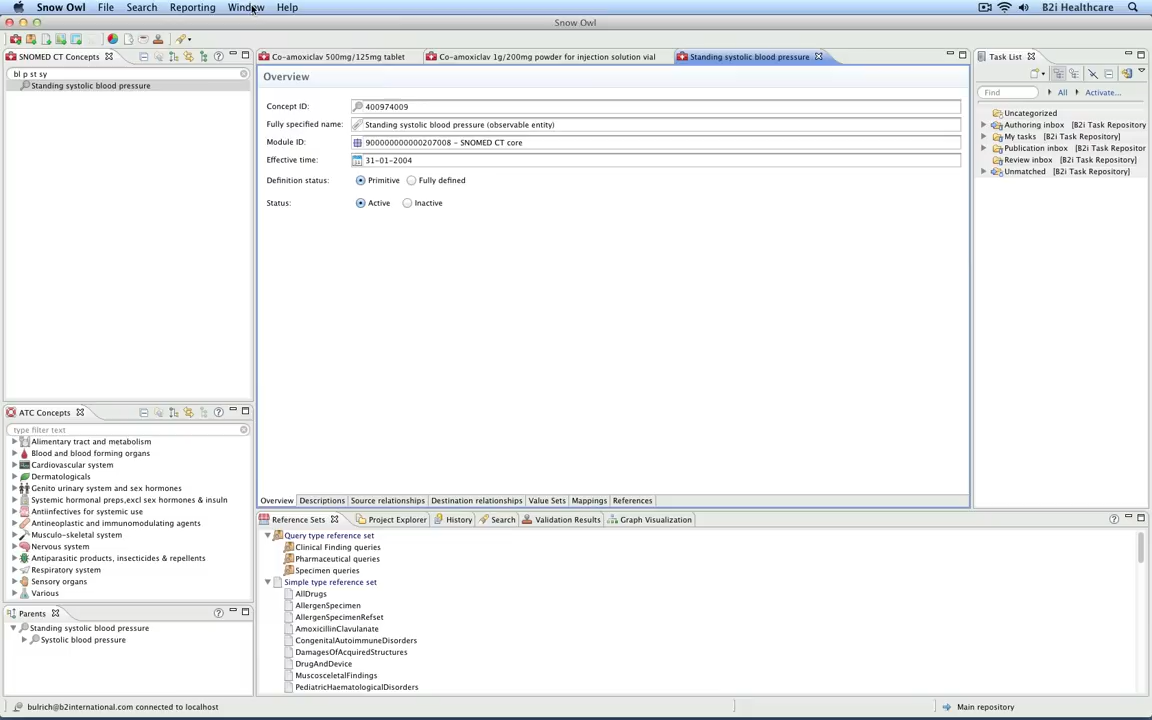 Snow Owl File Search Reporting Window Help B2i Healthcare
Snow Owl
SNOMED CT Concepts
bl p st sy
Standing systolic blood pressure
ATC Concepts
type filter text
Alimentary tract and metabolism
Blood and blood forming organs
Cardiovascular system
Dermatologicals
Genito urinary system and sex hormones
Systemic hormonal preps,excl sex hormones & insuln
Antiinfectives for systemic use
Antineoplastic and immunomodulating agents
Musculo-skeletal system
Nervous system
Antiparasitic products, insecticides & repellents
Respiratory system
Sensory organs
Various
Parents
Standing systolic blood pressure
Systolic blood pressure
Co-amoxiclav 500mg/125mg tablet Co-amoxiclav 1g/200mg powder for injection solution vial Standing systolic blood pressure
Overview
Concept ID: 400974009
Fully specified name: Standing systolic blood pressure (observable entity)
Module ID: 900000000000207008 - SNOMED CT core
Effective time: 31-01-2004
Definition status: Primitive Fully defined
Status: Active Inactive
Overview Descriptions Source relationships Destination relationships Value Sets Mappings References
Reference Sets Project Explorer History Search Validation Results Graph Visualization
Query type reference set
Clinical Finding queries
Pharmaceutical queries
Specimen queries
Simple type reference set
AllDrugs
AllergenSpecimen
AllergenSpecimenRefset
AmoxicillinClavulanate
CongenitalAutoimmuneDisorders
DamagesOfAcquiredStructures
DrugAndDevice
MusculoscetalFindings
PediatricHaematologicalDisorders
Task List
Find All Activate...
Uncategorized
Authoring inbox [B2i Task Repository
My tasks [B2i Task Repository]
Publication inbox [B2i Task Repositor
Review inbox [B2i Task Repository]
Unmatched [B2i Task Repository]
bulrich@b2international.com connected to localhost
Main repository